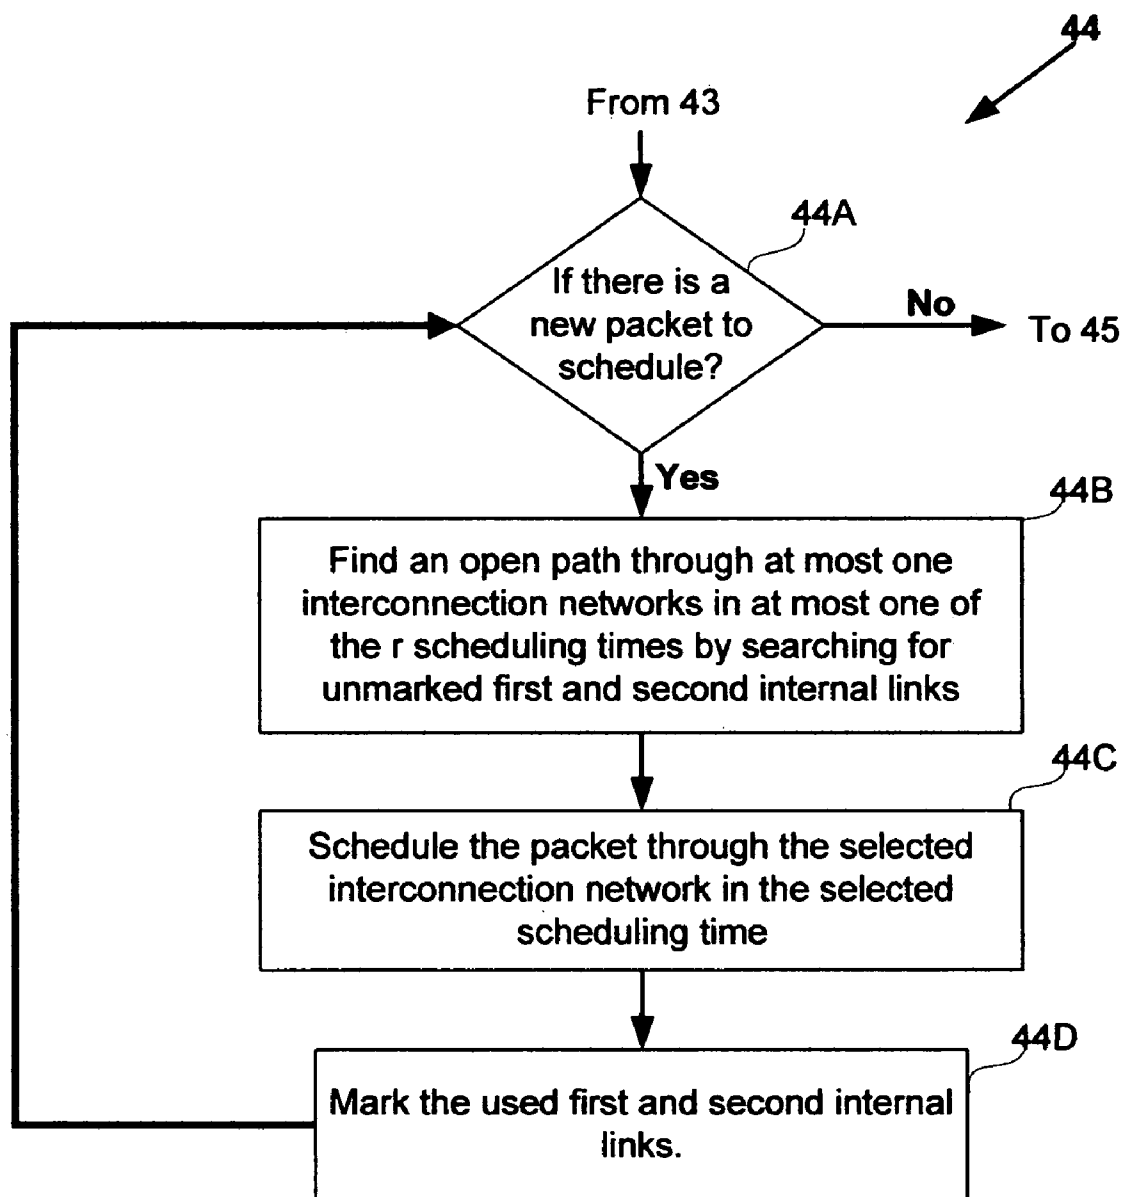 44
From 43
44A
If there is a
new packet to
schedule?
No
To 45
Yes
44B
Find an open path through at most one
interconnection networks in at most one of
the r scheduling times by searching for
unmarked first and second internal links
44C
Schedule the packet through the selected
interconnection network in the selected
scheduling time
44D
Mark the used first and second internal
links.